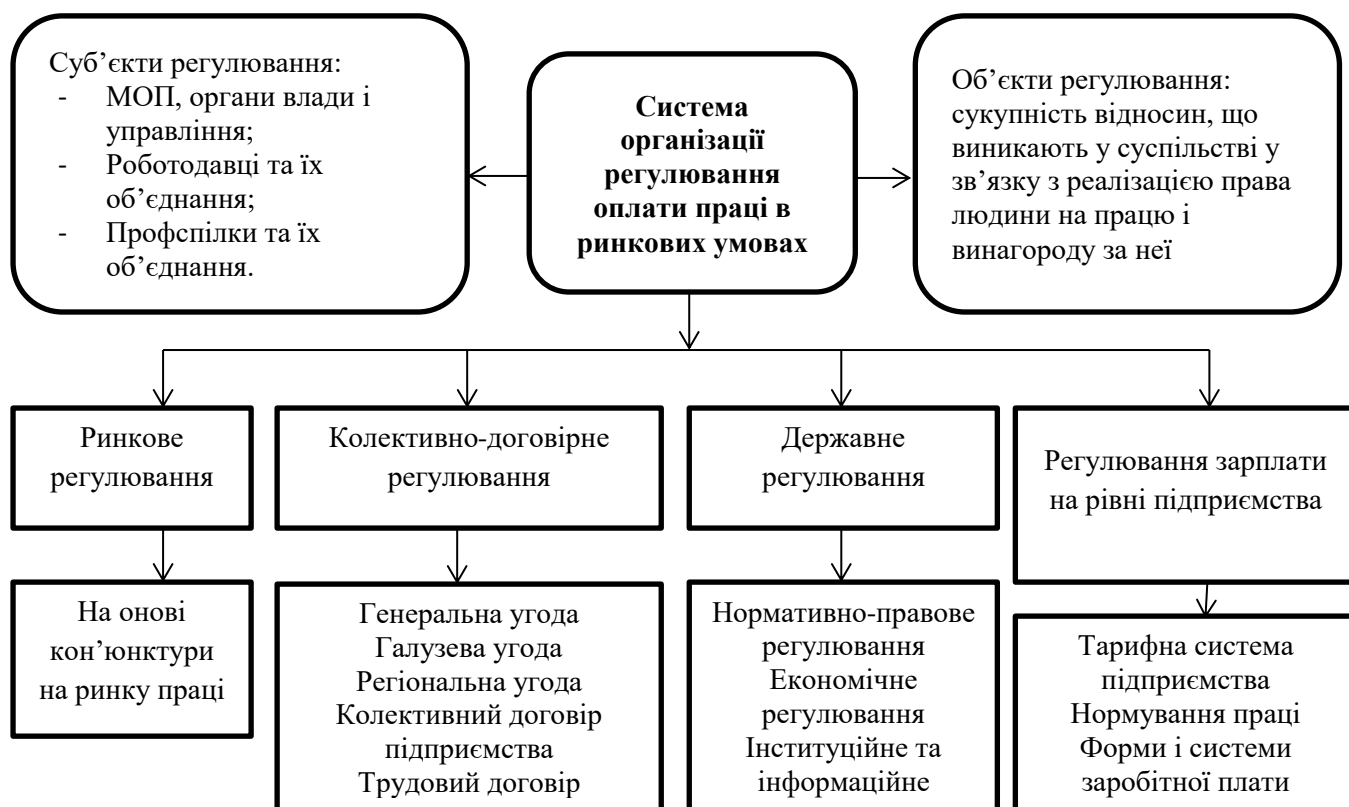 Суб’єкти регулювання:
- МОП, органи влади і
управління;
- Роботодавці та їх
об’єднання;
- Профспілки та їх
об’єднання.
Система
організації
регулювання
оплати праці в
ринкових умовах
Об’єкти регулювання:
сукупність відносин, що
виникають у суспільстві у
зв’язку з реалізацією права
людини на працю і
винагороду за неї
Ринкове
регулювання
Колективно-договірне
регулювання
Державне
регулювання
Регулювання зарплати
на рівні підприємства
На онові
кон’юнктури
на ринку праці
Генеральна угода
Галузева угода
Регіональна угода
Колективний договір
підприємства
Трудовий договір
Нормативно-правове
регулювання
Економічне
регулювання
Інституційне та
інформаційне
Тарифна система
підприємства
Нормування праці
Форми і системи
заробітної плати